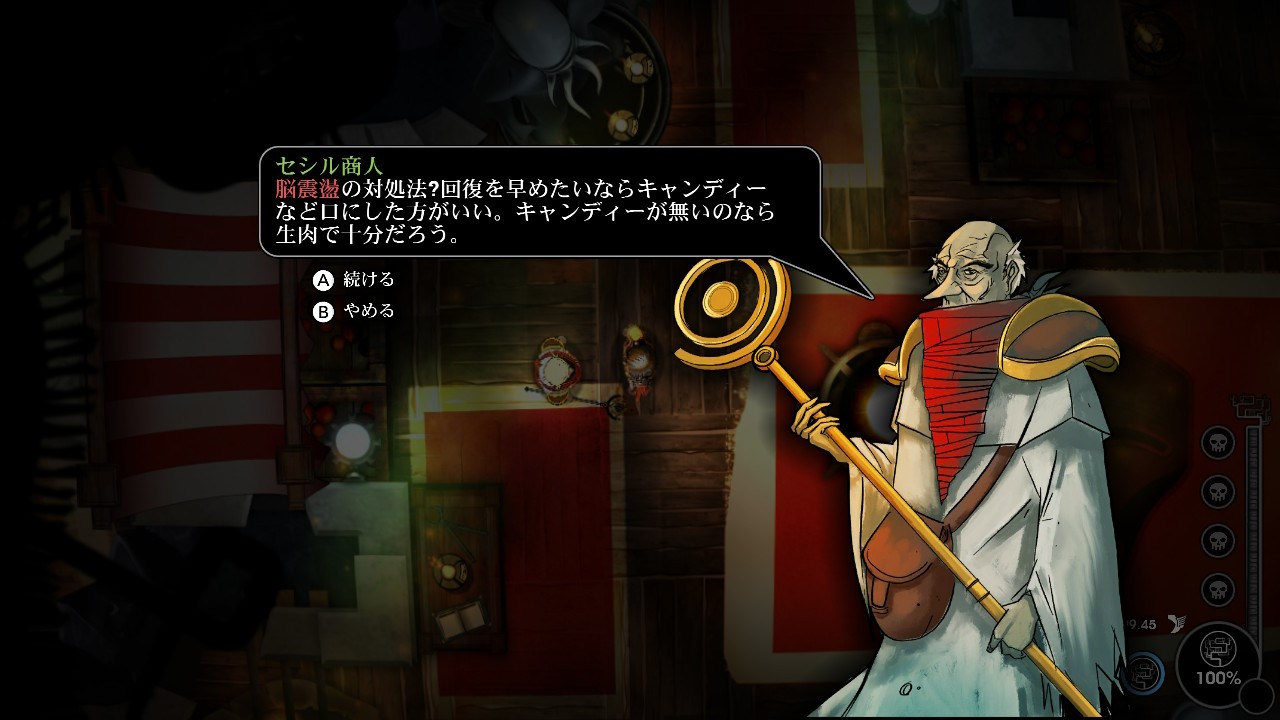 セシル商人
脳震盪の対処法?回復を早めたいならキャンディー
など口にした方がいい。キャンディーが無いのなら
生肉で十分だろう。
A 続ける
B やめる
9.45
100%